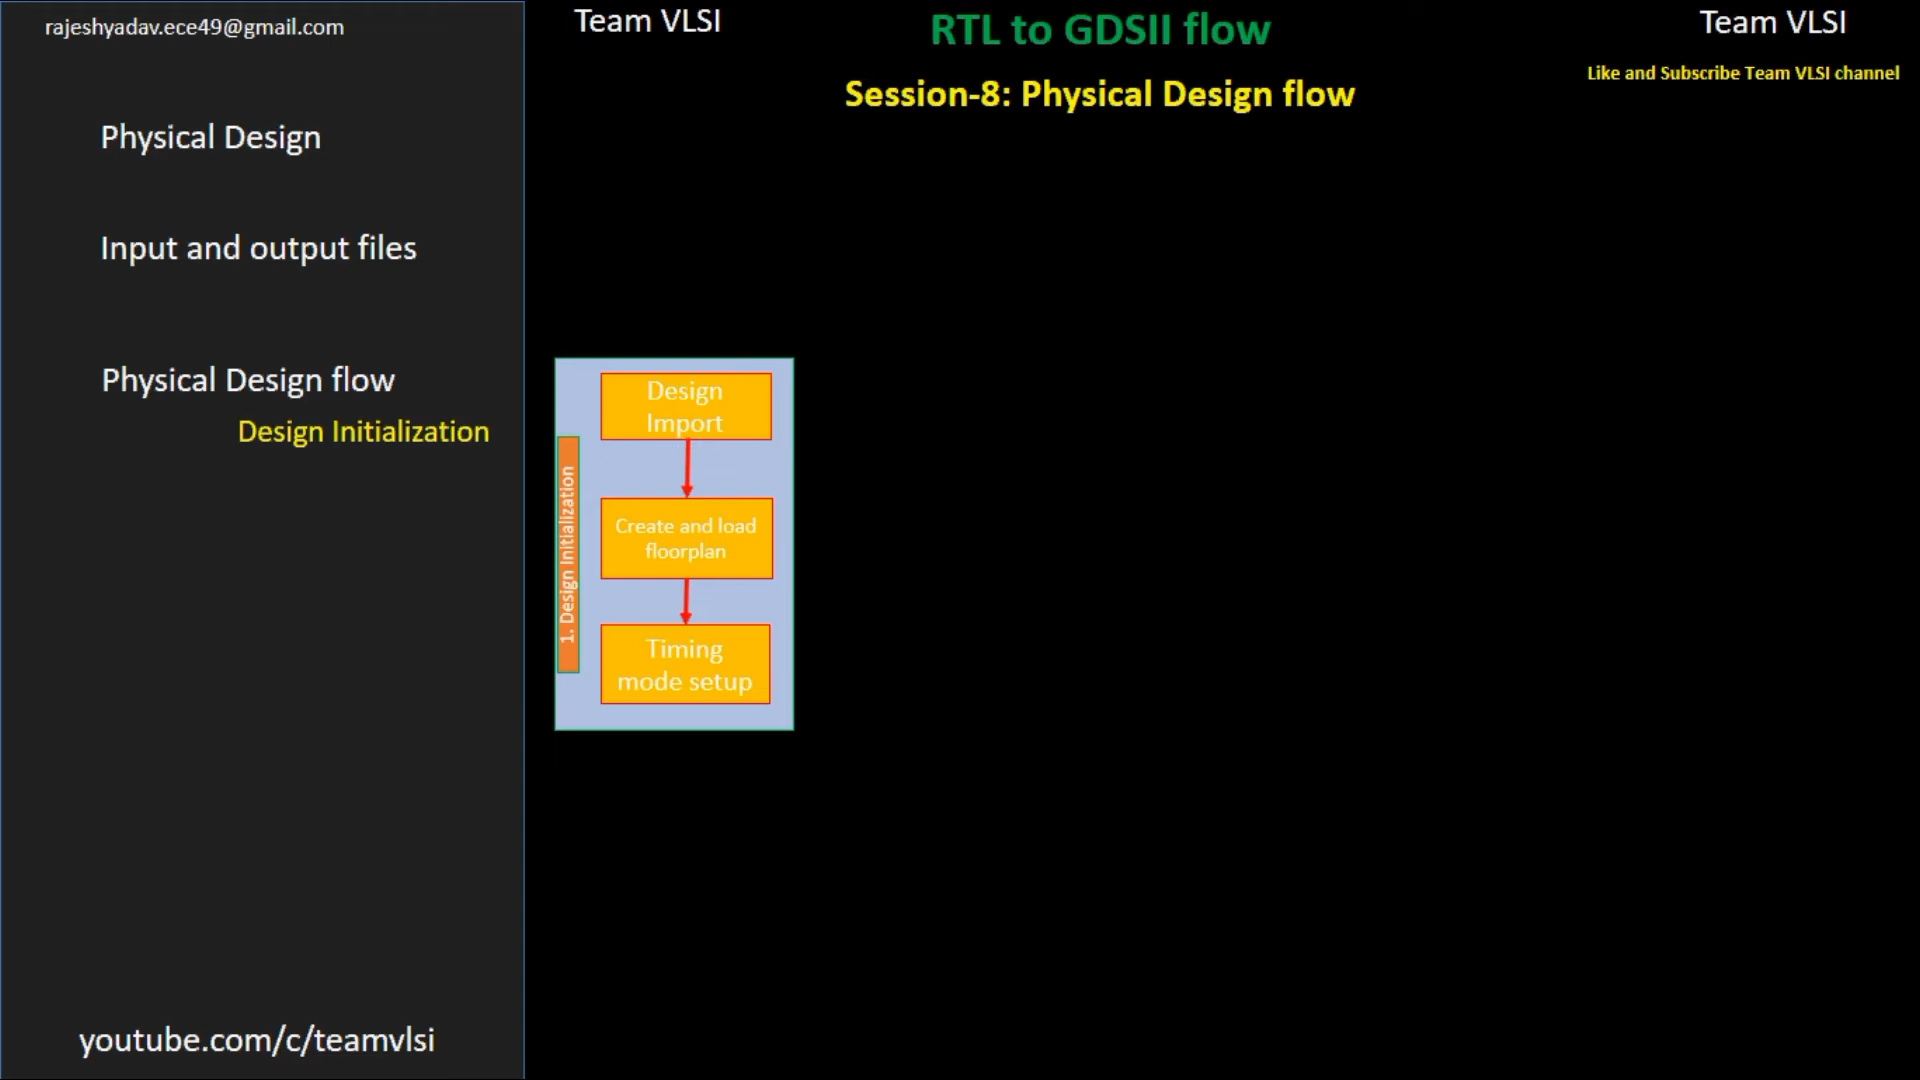 rajeshyadav.ece49@gmail.com
Physical Design
Input and output files
Physical Design flow
Design Initialization
youtube.com/c/teamvlsi
Team VLSI
RTL to GDSII flow
Session-8: Physical Design flow
Team VLSI
Like and Subscribe Team VLSI channel
1. Design Initialization
Design
Import
Create and load
floorplan
Timing
mode setup